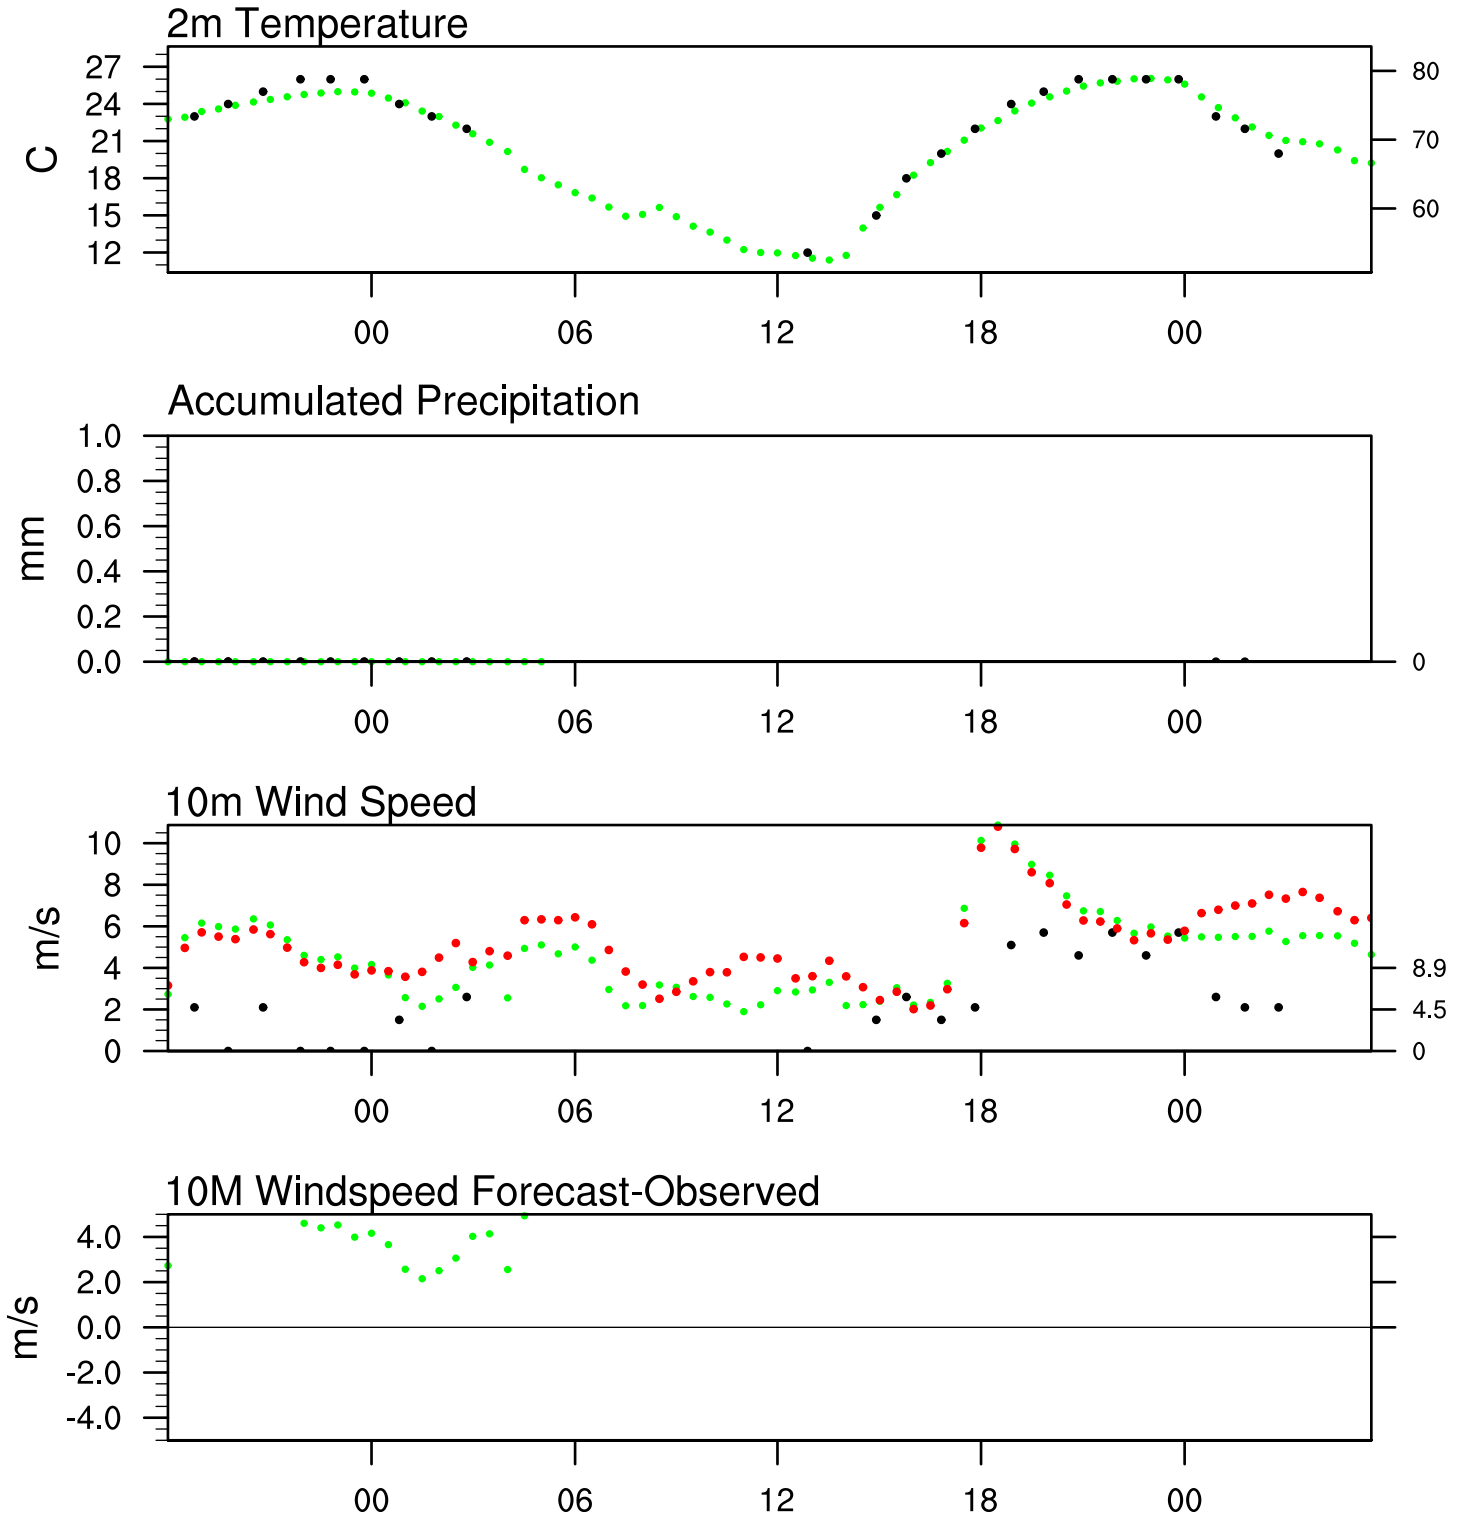 2m Temperature
27
24
21
18
15
12
C
80
70
60
00 06 12 18 00
Accumulated Precipitation
1.0
0.8
0.6
0.4
0.2
0.0
mm
0
00 06 12 18 00
10m Wind Speed
10
8
6
4
2
0
m/s
8.9
4.5
0
00 06 12 18 00
10M Windspeed Forecast-Observed
4.0
2.0
0.0
-2.0
-4.0
m/s
00 06 12 18 00